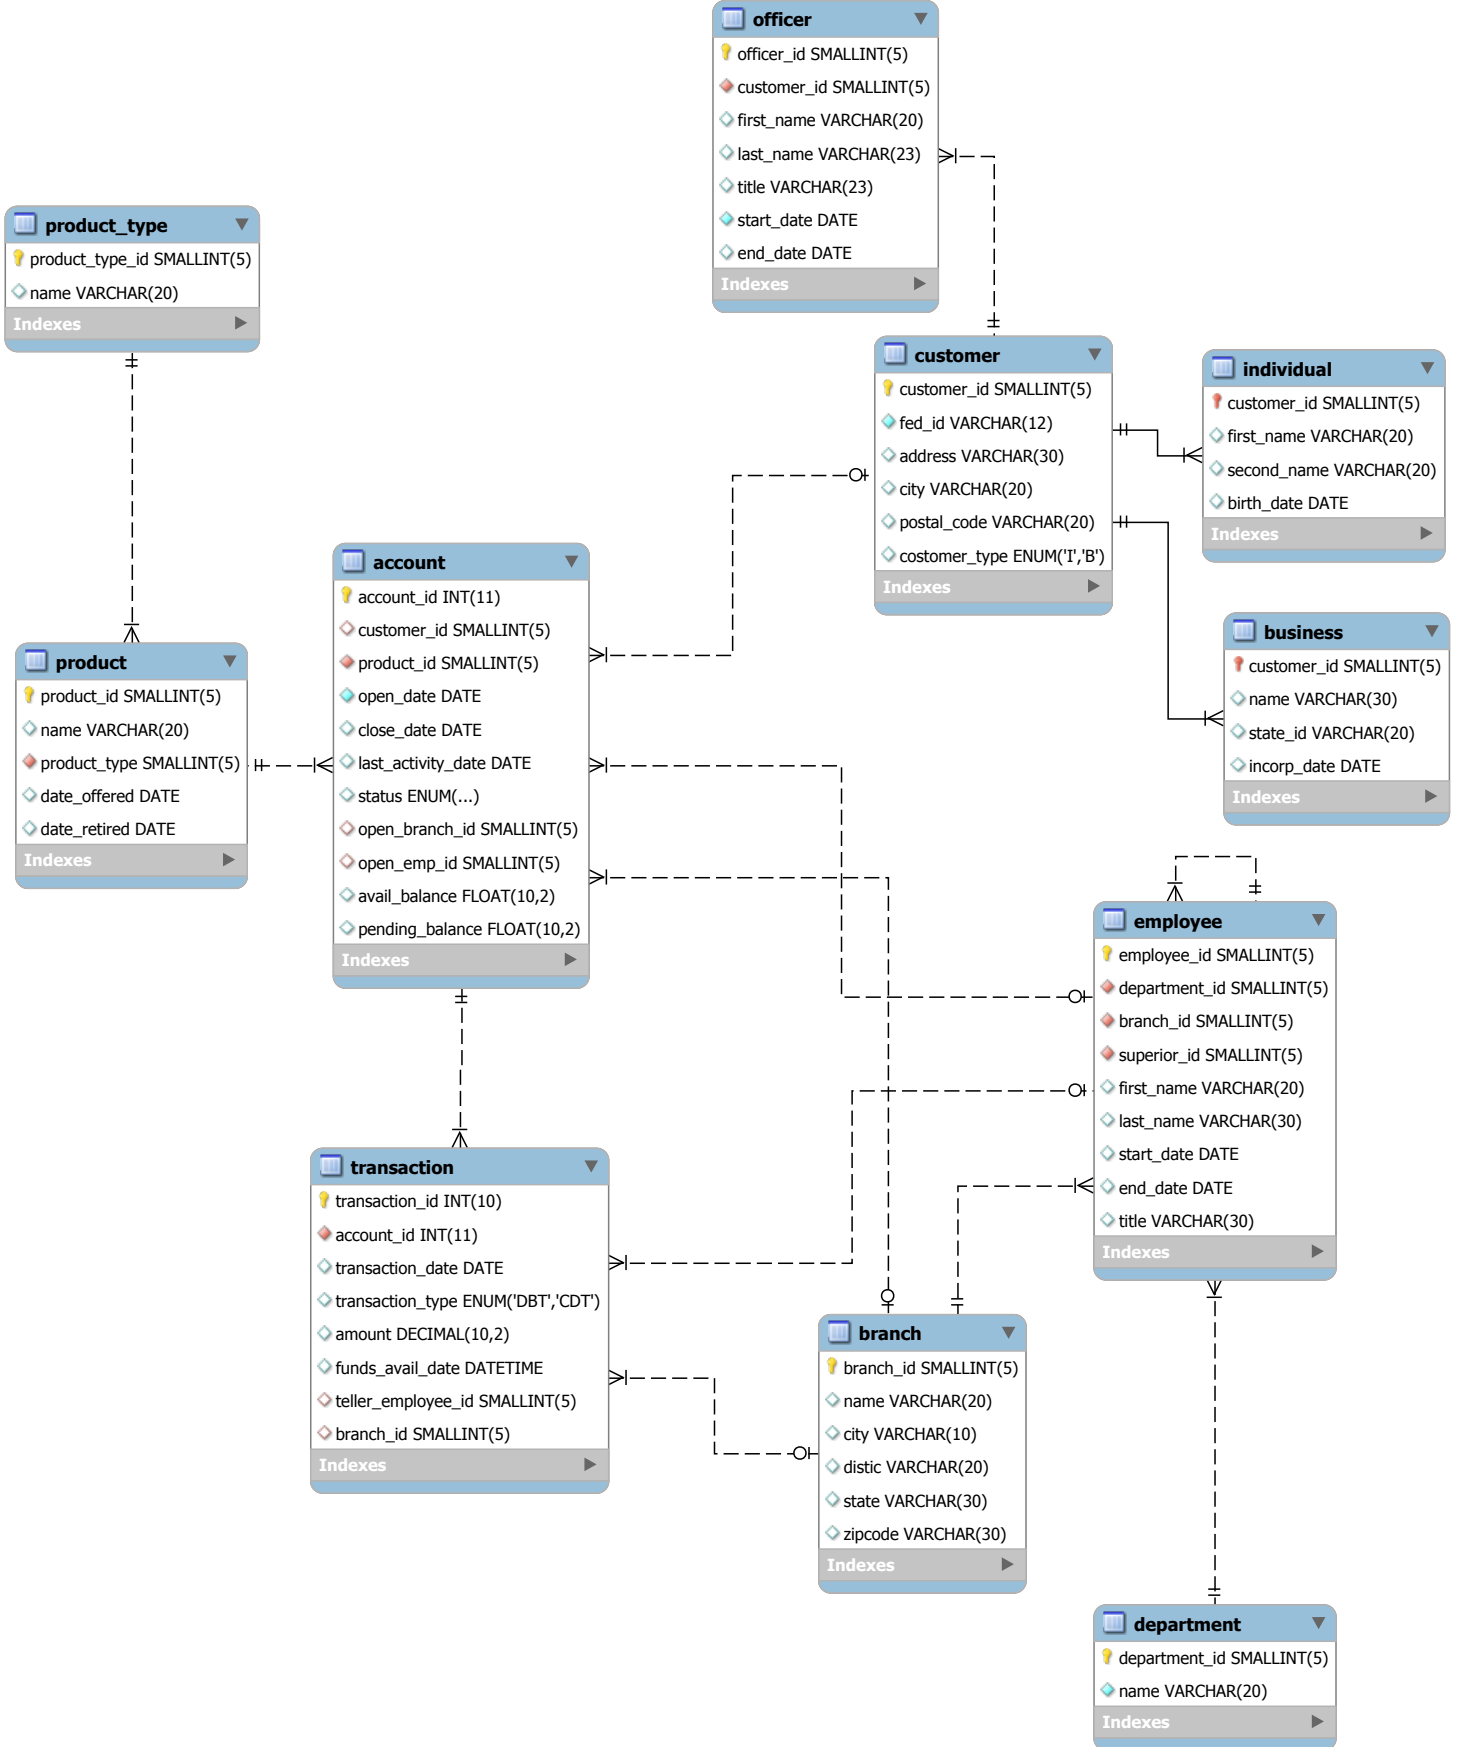 officer
officer_id SMALLINT(5)
customer_id SMALLINT(5)
first_name VARCHAR(20)
last_name VARCHAR(23)
title VARCHAR(23)
start_date DATE
end_date DATE
Indexes
product_type
product_type_id SMALLINT(5)
name VARCHAR(20)
Indexes
customer
customer_id SMALLINT(5)
fed_id VARCHAR(12)
address VARCHAR(30)
city VARCHAR(20)
postal_code VARCHAR(20)
costomer_type ENUM('I','B')
Indexes
individual
customer_id SMALLINT(5)
first_name VARCHAR(20)
second_name VARCHAR(20)
birth_date DATE
Indexes
account
account_id INT(11)
customer_id SMALLINT(5)
product_id SMALLINT(5)
open_date DATE
close_date DATE
last_activity_date DATE
status ENUM(...)
open_branch_id SMALLINT(5)
open_emp_id SMALLINT(5)
avail_balance FLOAT(10,2)
pending_balance FLOAT(10,2)
Indexes
business
customer_id SMALLINT(5)
name VARCHAR(30)
state_id VARCHAR(20)
incorp_date DATE
Indexes
product
product_id SMALLINT(5)
name VARCHAR(20)
product_type SMALLINT(5)
date_offered DATE
date_retired DATE
Indexes
employee
employee_id SMALLINT(5)
department_id SMALLINT(5)
branch_id SMALLINT(5)
superior_id SMALLINT(5)
first_name VARCHAR(20)
last_name VARCHAR(30)
start_date DATE
end_date DATE
title VARCHAR(30)
Indexes
transaction
transaction_id INT(10)
account_id INT(11)
transaction_date DATE
transaction_type ENUM('DBT','CDT')
amount DECIMAL(10,2)
funds_avail_date DATETIME
teller_employee_id SMALLINT(5)
branch_id SMALLINT(5)
Indexes
branch
branch_id SMALLINT(5)
name VARCHAR(20)
city VARCHAR(10)
distic VARCHAR(20)
state VARCHAR(30)
zipcode VARCHAR(30)
Indexes
department
department_id SMALLINT(5)
name VARCHAR(20)
Indexes